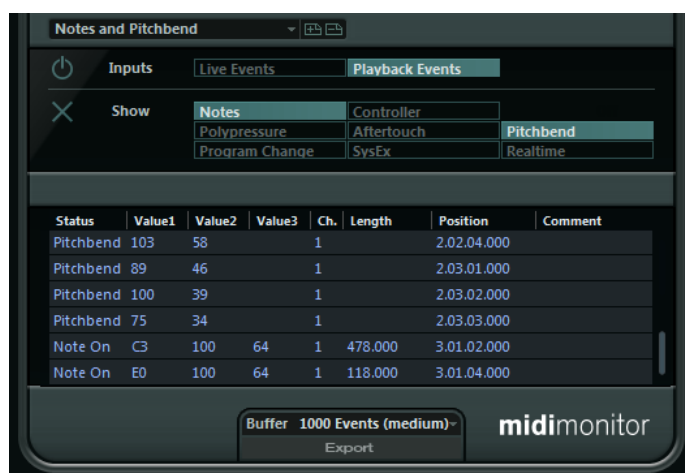 Notes and Pitchbend
Inputs Live Events Playback Events
Show Notes Controller
Polypressure Aftertouch Pitchbend
Program Change SysEx Realtime
Status Value1 Value2 Value3 Ch. Length Position Comment
Pitchbend 103 58 1 2.02.04.000
Pitchbend 89 46 1 2.03.01.000
Pitchbend 100 39 1 2.03.02.000
Pitchbend 75 34 1 2.03.03.000
Note On C3 100 64 1 478.000 3.01.02.000
Note On E0 100 64 1 118.000 3.01.04.000
Buffer 1000 Events (medium)
midimonitor
Export